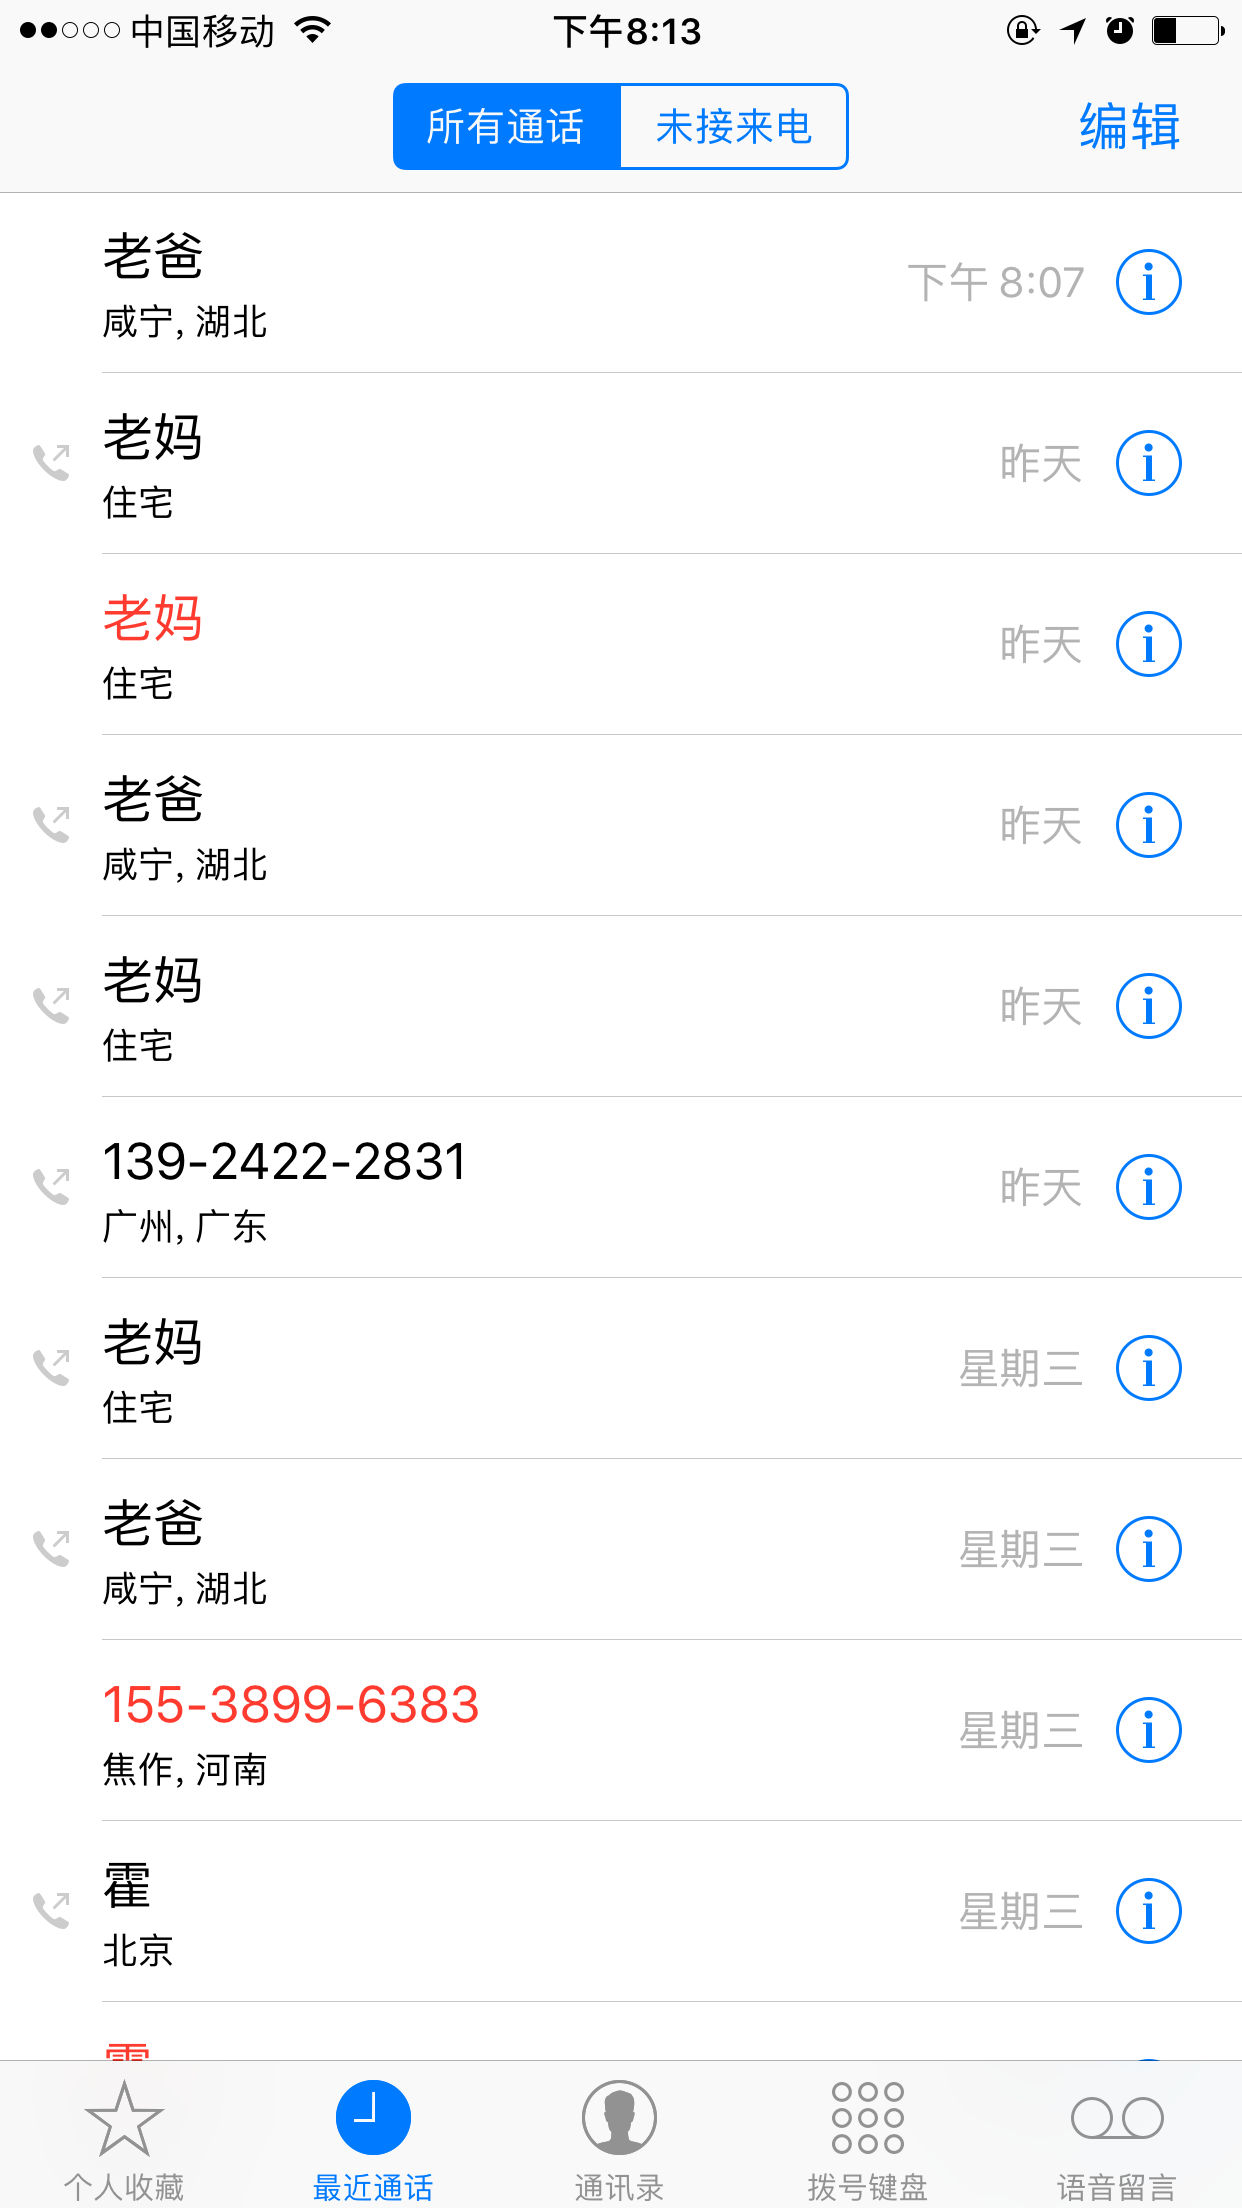 中国移动 下午8:13
所有通话 未接来电 编辑
老爸
咸宁, 湖北
下午 8:07
老妈
住宅
昨天
老妈
住宅
昨天
老爸
咸宁, 湖北
昨天
老妈
住宅
昨天
139-2422-2831
广州, 广东
昨天
老妈
住宅
星期三
老爸
咸宁, 湖北
星期三
155-3899-6383
焦作, 河南
星期三
霍
北京
星期三
个人收藏 最近通话 通讯录 拨号键盘 语音留言